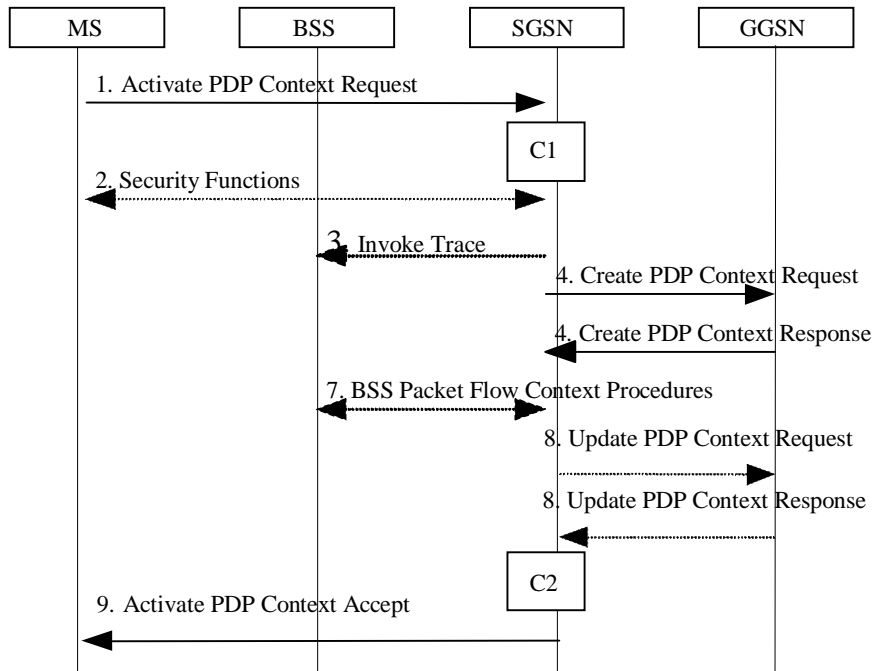 MS
BSS
SGSN
GGSN
1. Activate PDP Context Request
C1
2. Security Functions
3. Invoke Trace
4. Create PDP Context Request
4. Create PDP Context Response
7. BSS Packet Flow Context Procedures
8. Update PDP Context Request
8. Update PDP Context Response
C2
9. Activate PDP Context Accept